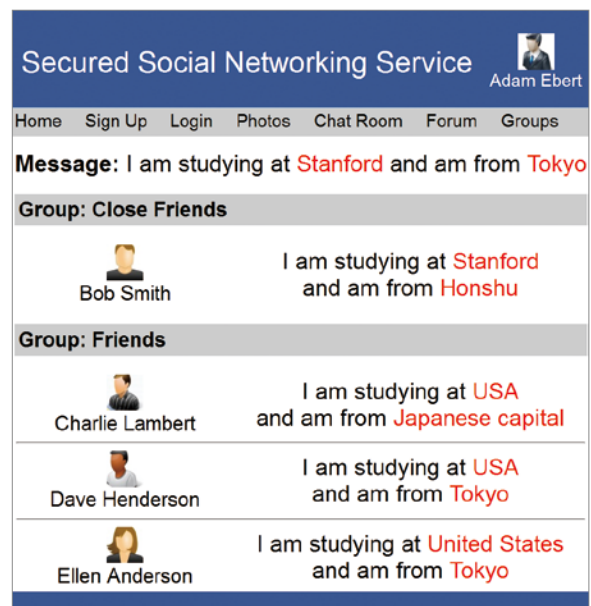 Secured Social Networking Service
Adam Ebert
Home Sign Up Login Photos Chat Room Forum Groups
Message: I am studying at Stanford and am from Tokyo
Group: Close Friends
Bob Smith
I am studying at Stanford
and am from Honshu
Group: Friends
Charlie Lambert
I am studying at USA
and am from Japanese capital
Dave Henderson
I am studying at USA
and am from Tokyo
Ellen Anderson
I am studying at United States
and am from Tokyo